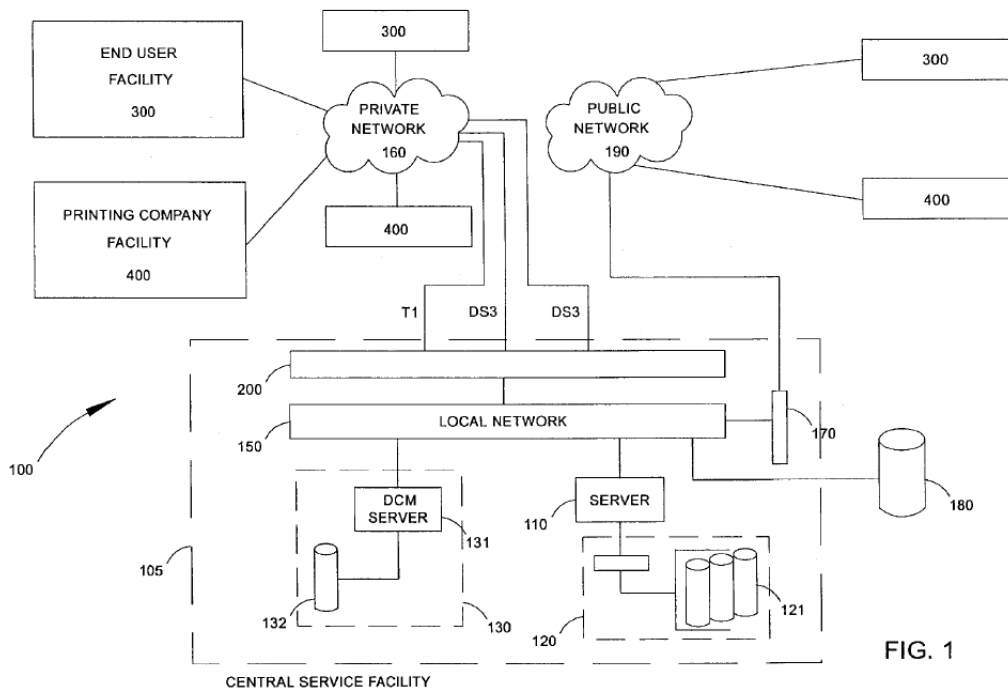 300
END USER
FACILITY
300
PRIVATE
NETWORK
160
PUBLIC
NETWORK
190
300
PRINTING COMPANY
FACILITY
400
400
400
T1
DS3
DS3
200
LOCAL NETWORK
150
170
100
DCM
SERVER
131
SERVER
110
180
105
132
130
120
121
FIG. 1
CENTRAL SERVICE FACILITY